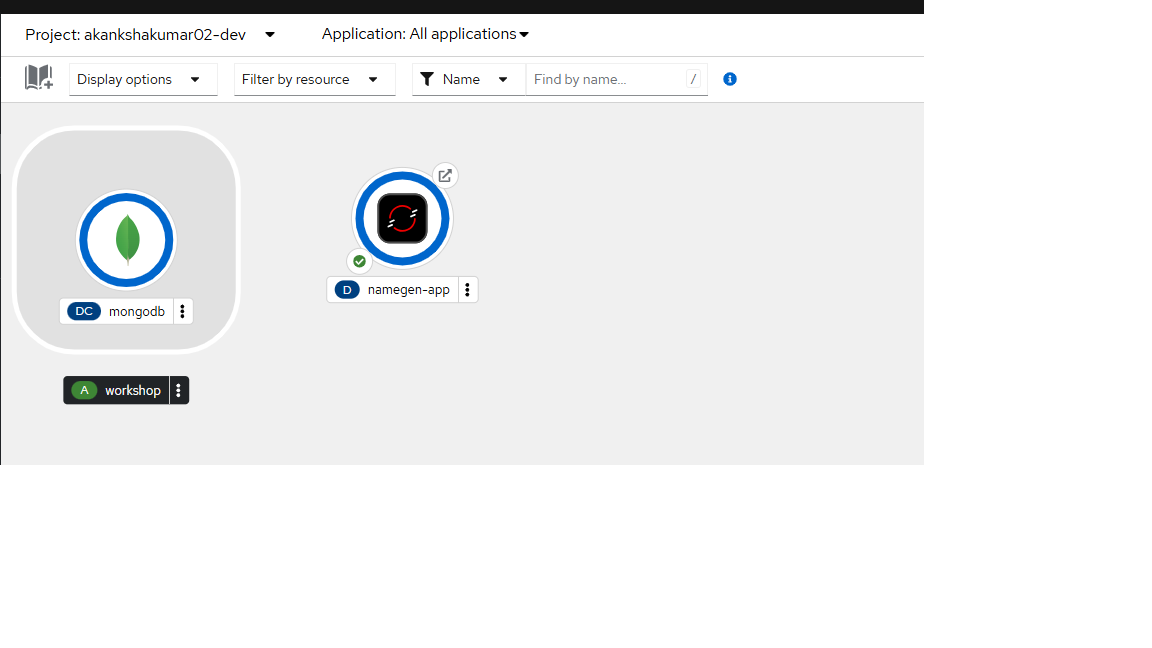 Project: akankshakumar02-dev Application: All applications
Display options Filter by resource Name Find by name... /
DC mongodb
D namegen-app
A workshop